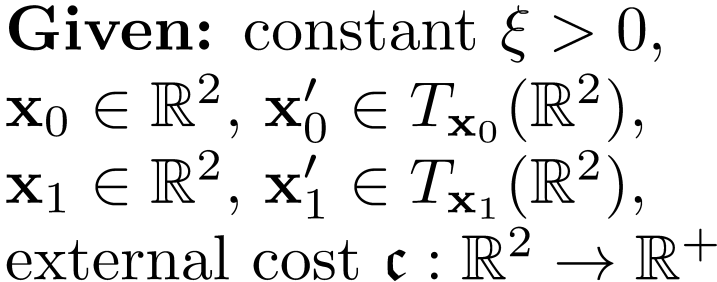 Given: constant ξ > 0,
𝐱₀ ∈ ℝ², 𝐱′₀ ∈ T_{𝐱₀}(ℝ²),
𝐱₁ ∈ ℝ², 𝐱′₁ ∈ T_{𝐱₁}(ℝ²),
external cost 𝔠 : ℝ² → ℝ⁺